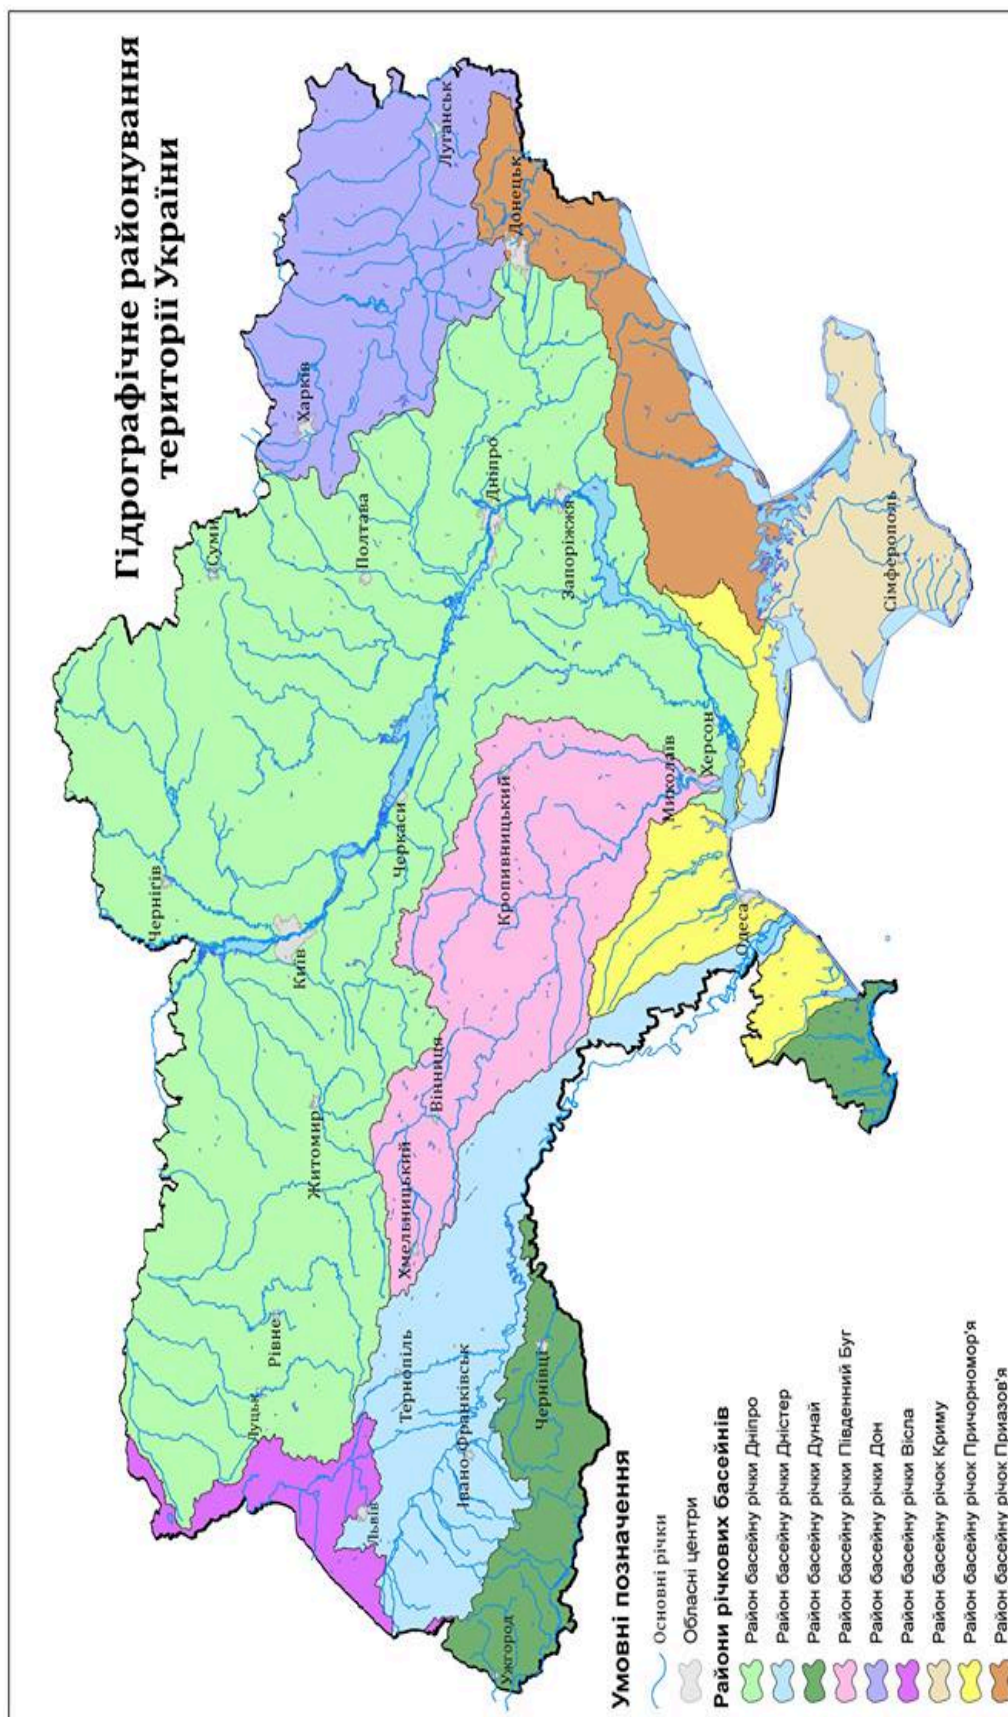 Гідрографічне районування
території України
Луганськ
Донецьк
Харків
Суми
Полтава
Дніпро
Запоріжжя
Сімферополь
Чернігів
Київ
Черкаси
Кропивницький
Миколаїв
Херсон
Одеса
Житомир
Вінниця
Хмельницький
Рівне
Луцьк
Тернопіль
Івано-Франківськ
Чернівці
Львів
Ужгород
Умовні позначення
Основні річки
Обласні центри
Райони річкових басейнів
Район басейну річки Дніпро
Район басейну річки Дністер
Район басейну річки Дунай
Район басейну річки Південний Буг
Район басейну річки Дон
Район басейну річки Вісла
Район басейну річок Криму
Район басейну річок Причорномор'я
Район басейну річок Приазов'я